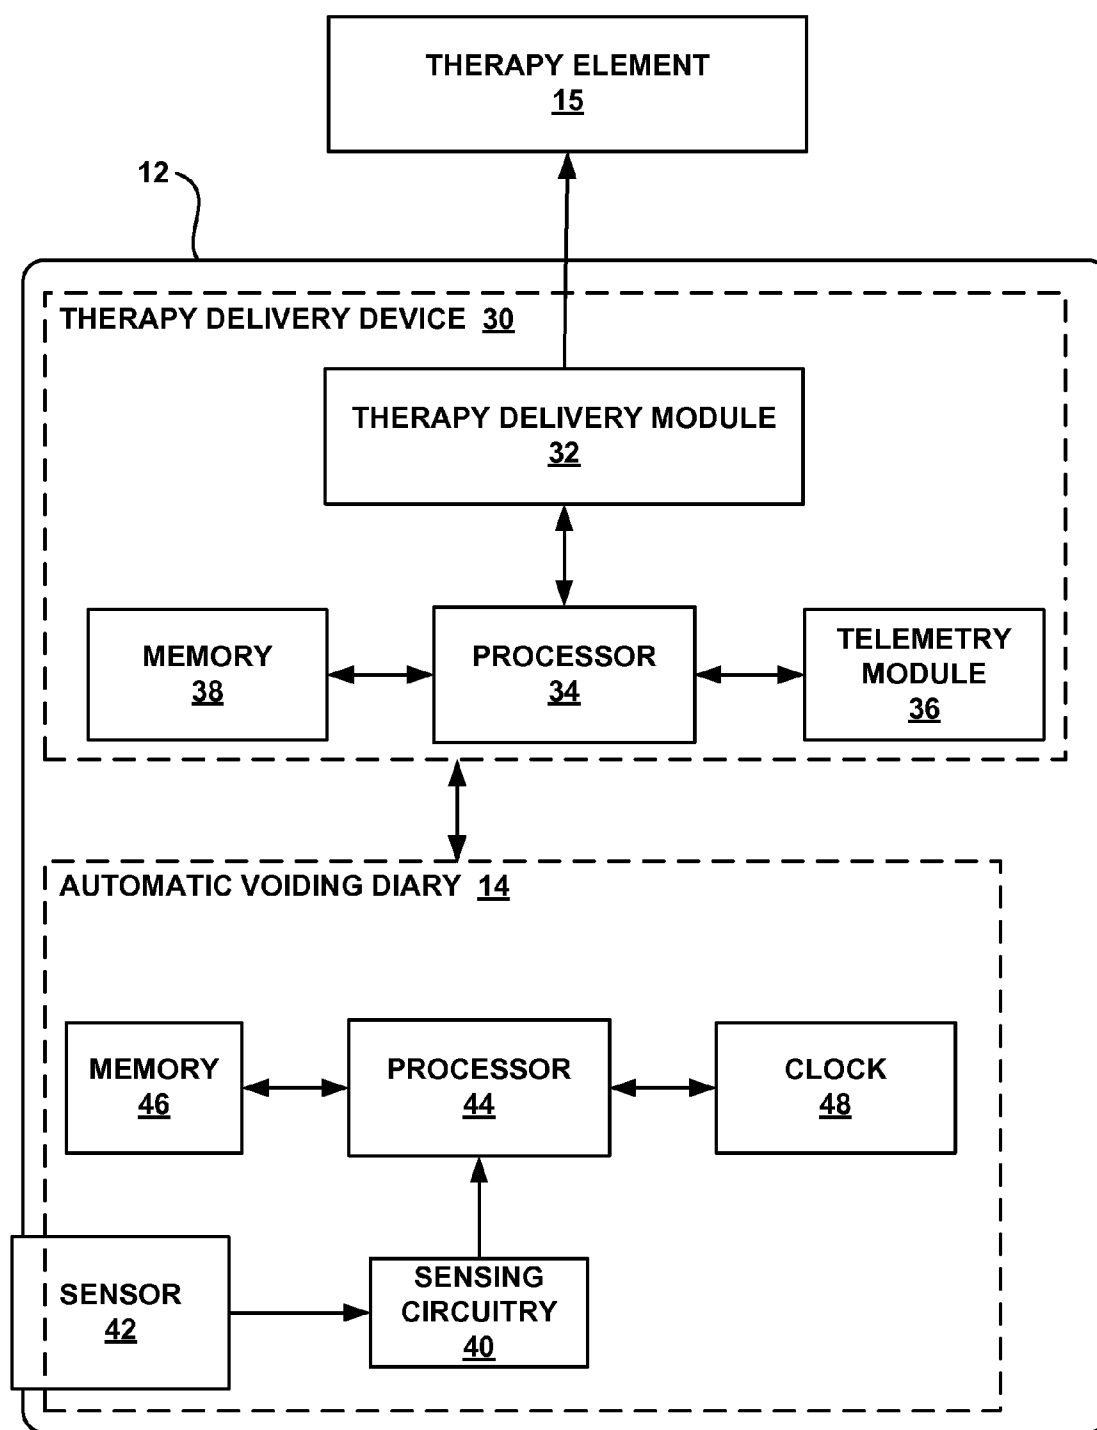 THERAPY ELEMENT
15
12
THERAPY DELIVERY DEVICE 30
THERAPY DELIVERY MODULE
32
MEMORY
38
PROCESSOR
34
TELEMETRY
MODULE
36
AUTOMATIC VOIDING DIARY 14
MEMORY
46
PROCESSOR
44
CLOCK
48
SENSOR
42
SENSING
CIRCUITRY
40